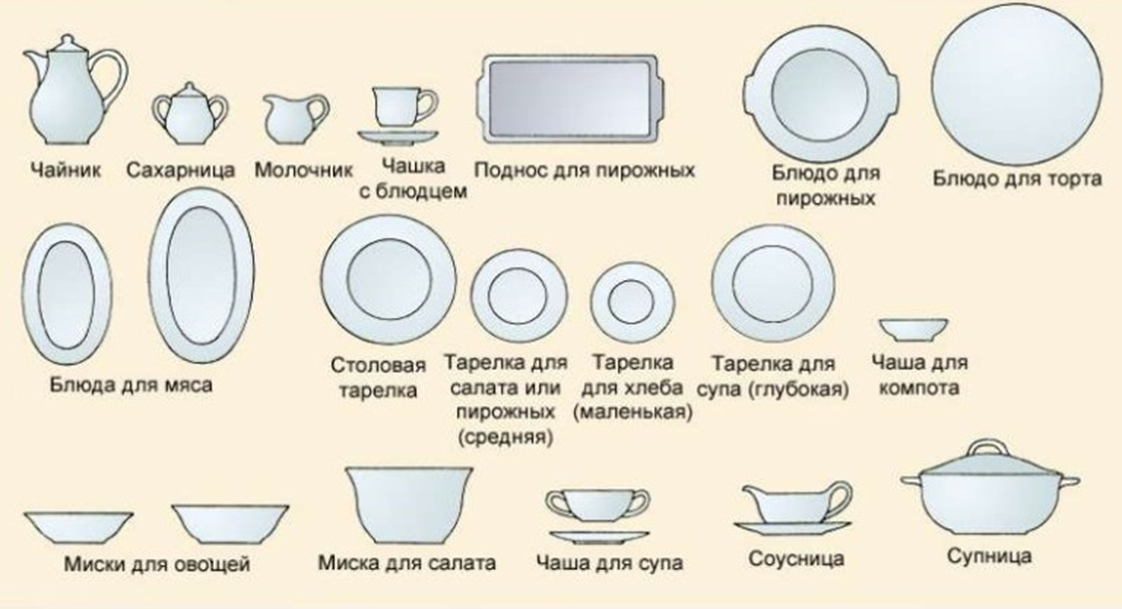 Чайник
Сахарница
Молочник
Чашка
с блюдцем
Поднос для пирожных
Блюдо для
пирожных
Блюдо для торта
Блюда для мяса
Столовая
тарелка
Тарелка для
салата или
пирожных
(средняя)
Тарелка
для хлеба
(маленькая)
Тарелка для
супа (глубокая)
Чаша для
компота
Миски для овощей
Миска для салата
Чаша для супа
Соусница
Супница